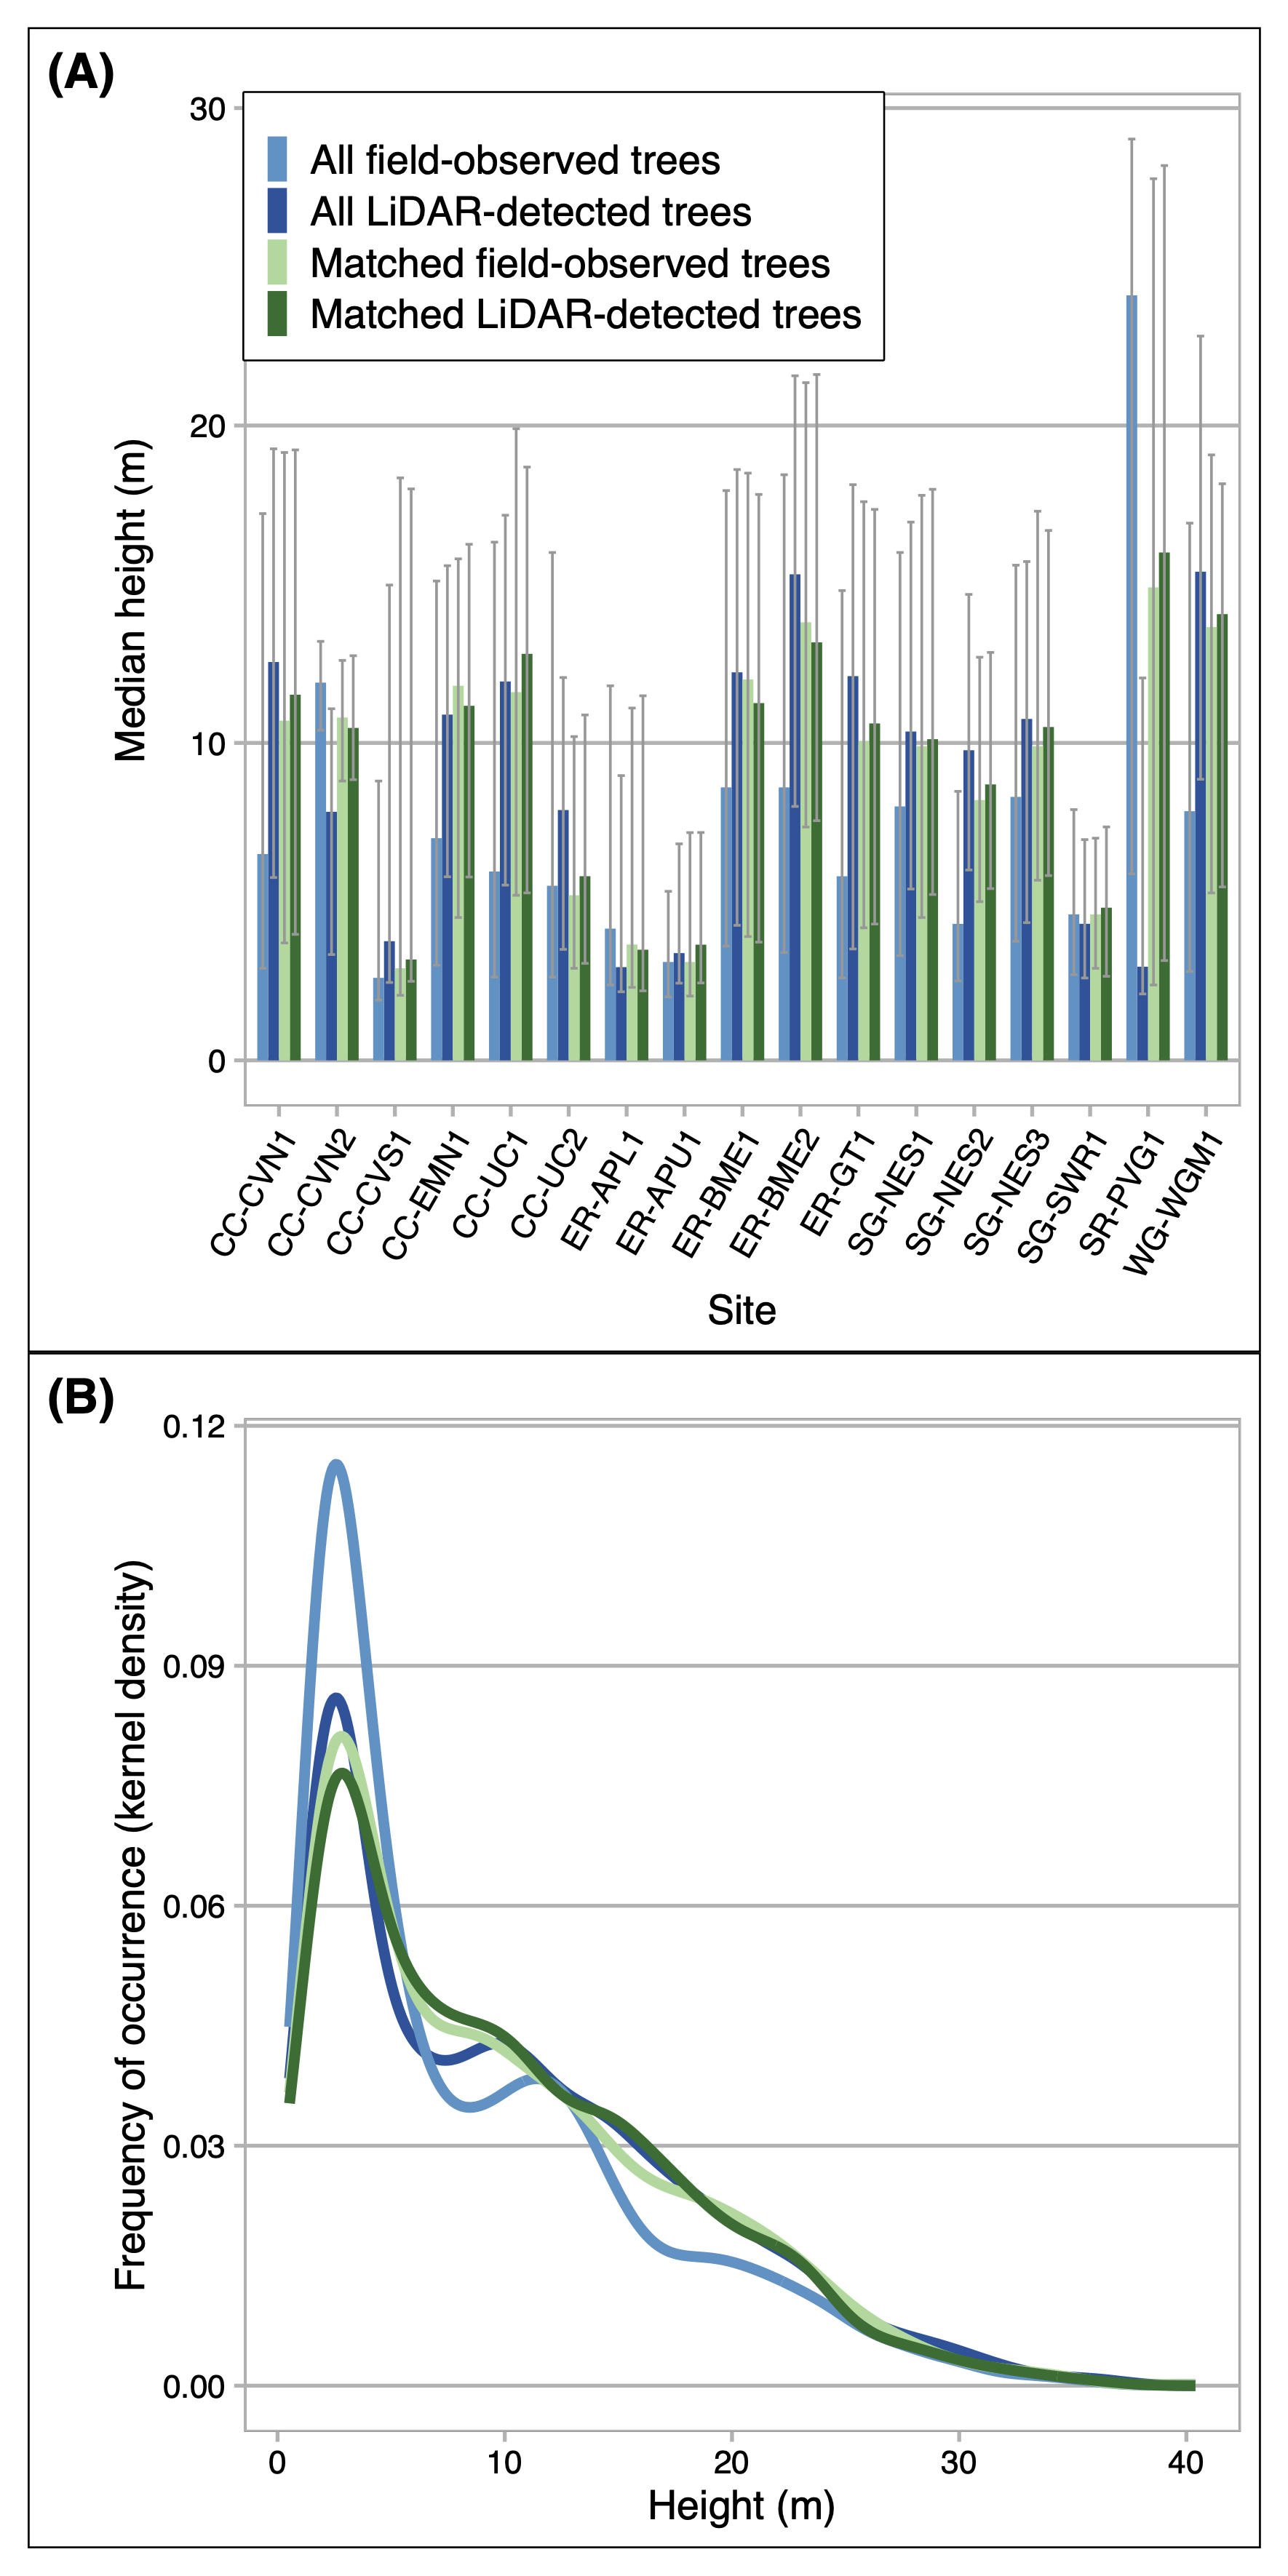 (A)
30
20
10
0
Median height (m)
All field-observed trees
All LiDAR-detected trees
Matched field-observed trees
Matched LiDAR-detected trees
CC-CVN1
CC-CVN2
CC-CVS1
CC-EMN1
CC-UC1
CC-UC2
ER-APL1
ER-APU1
ER-BME1
ER-BME2
ER-GT1
SG-NES1
SG-NES2
SG-NES3
SG-SWR1
SR-PVG1
WG-WGM1
Site
(B)
0.12
0.09
0.06
0.03
0.00
Frequency of occurrence (kernel density)
0 10 20 30 40
Height (m)